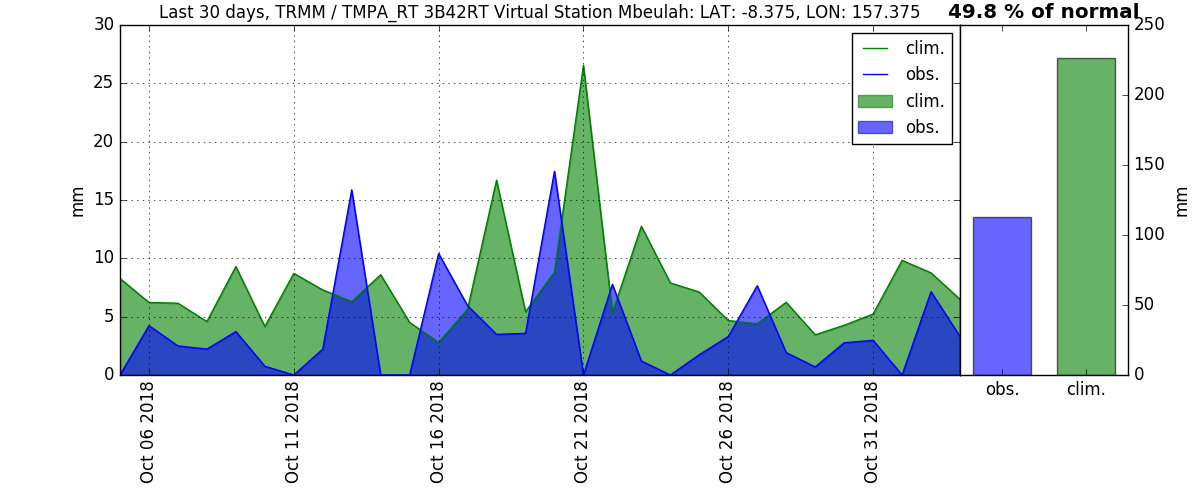 Last 30 days, TRMM / TMPA_RT 3B42RT Virtual Station Mbeulah: LAT: -8.375, LON: 157.375
49.8 % of normal
30
25
20
15
10
5
0
mm
clim.
obs.
clim.
obs.
Oct 06 2018
Oct 11 2018
Oct 16 2018
Oct 21 2018
Oct 26 2018
Oct 31 2018
250
200
150
100
50
0
mm
obs.
clim.